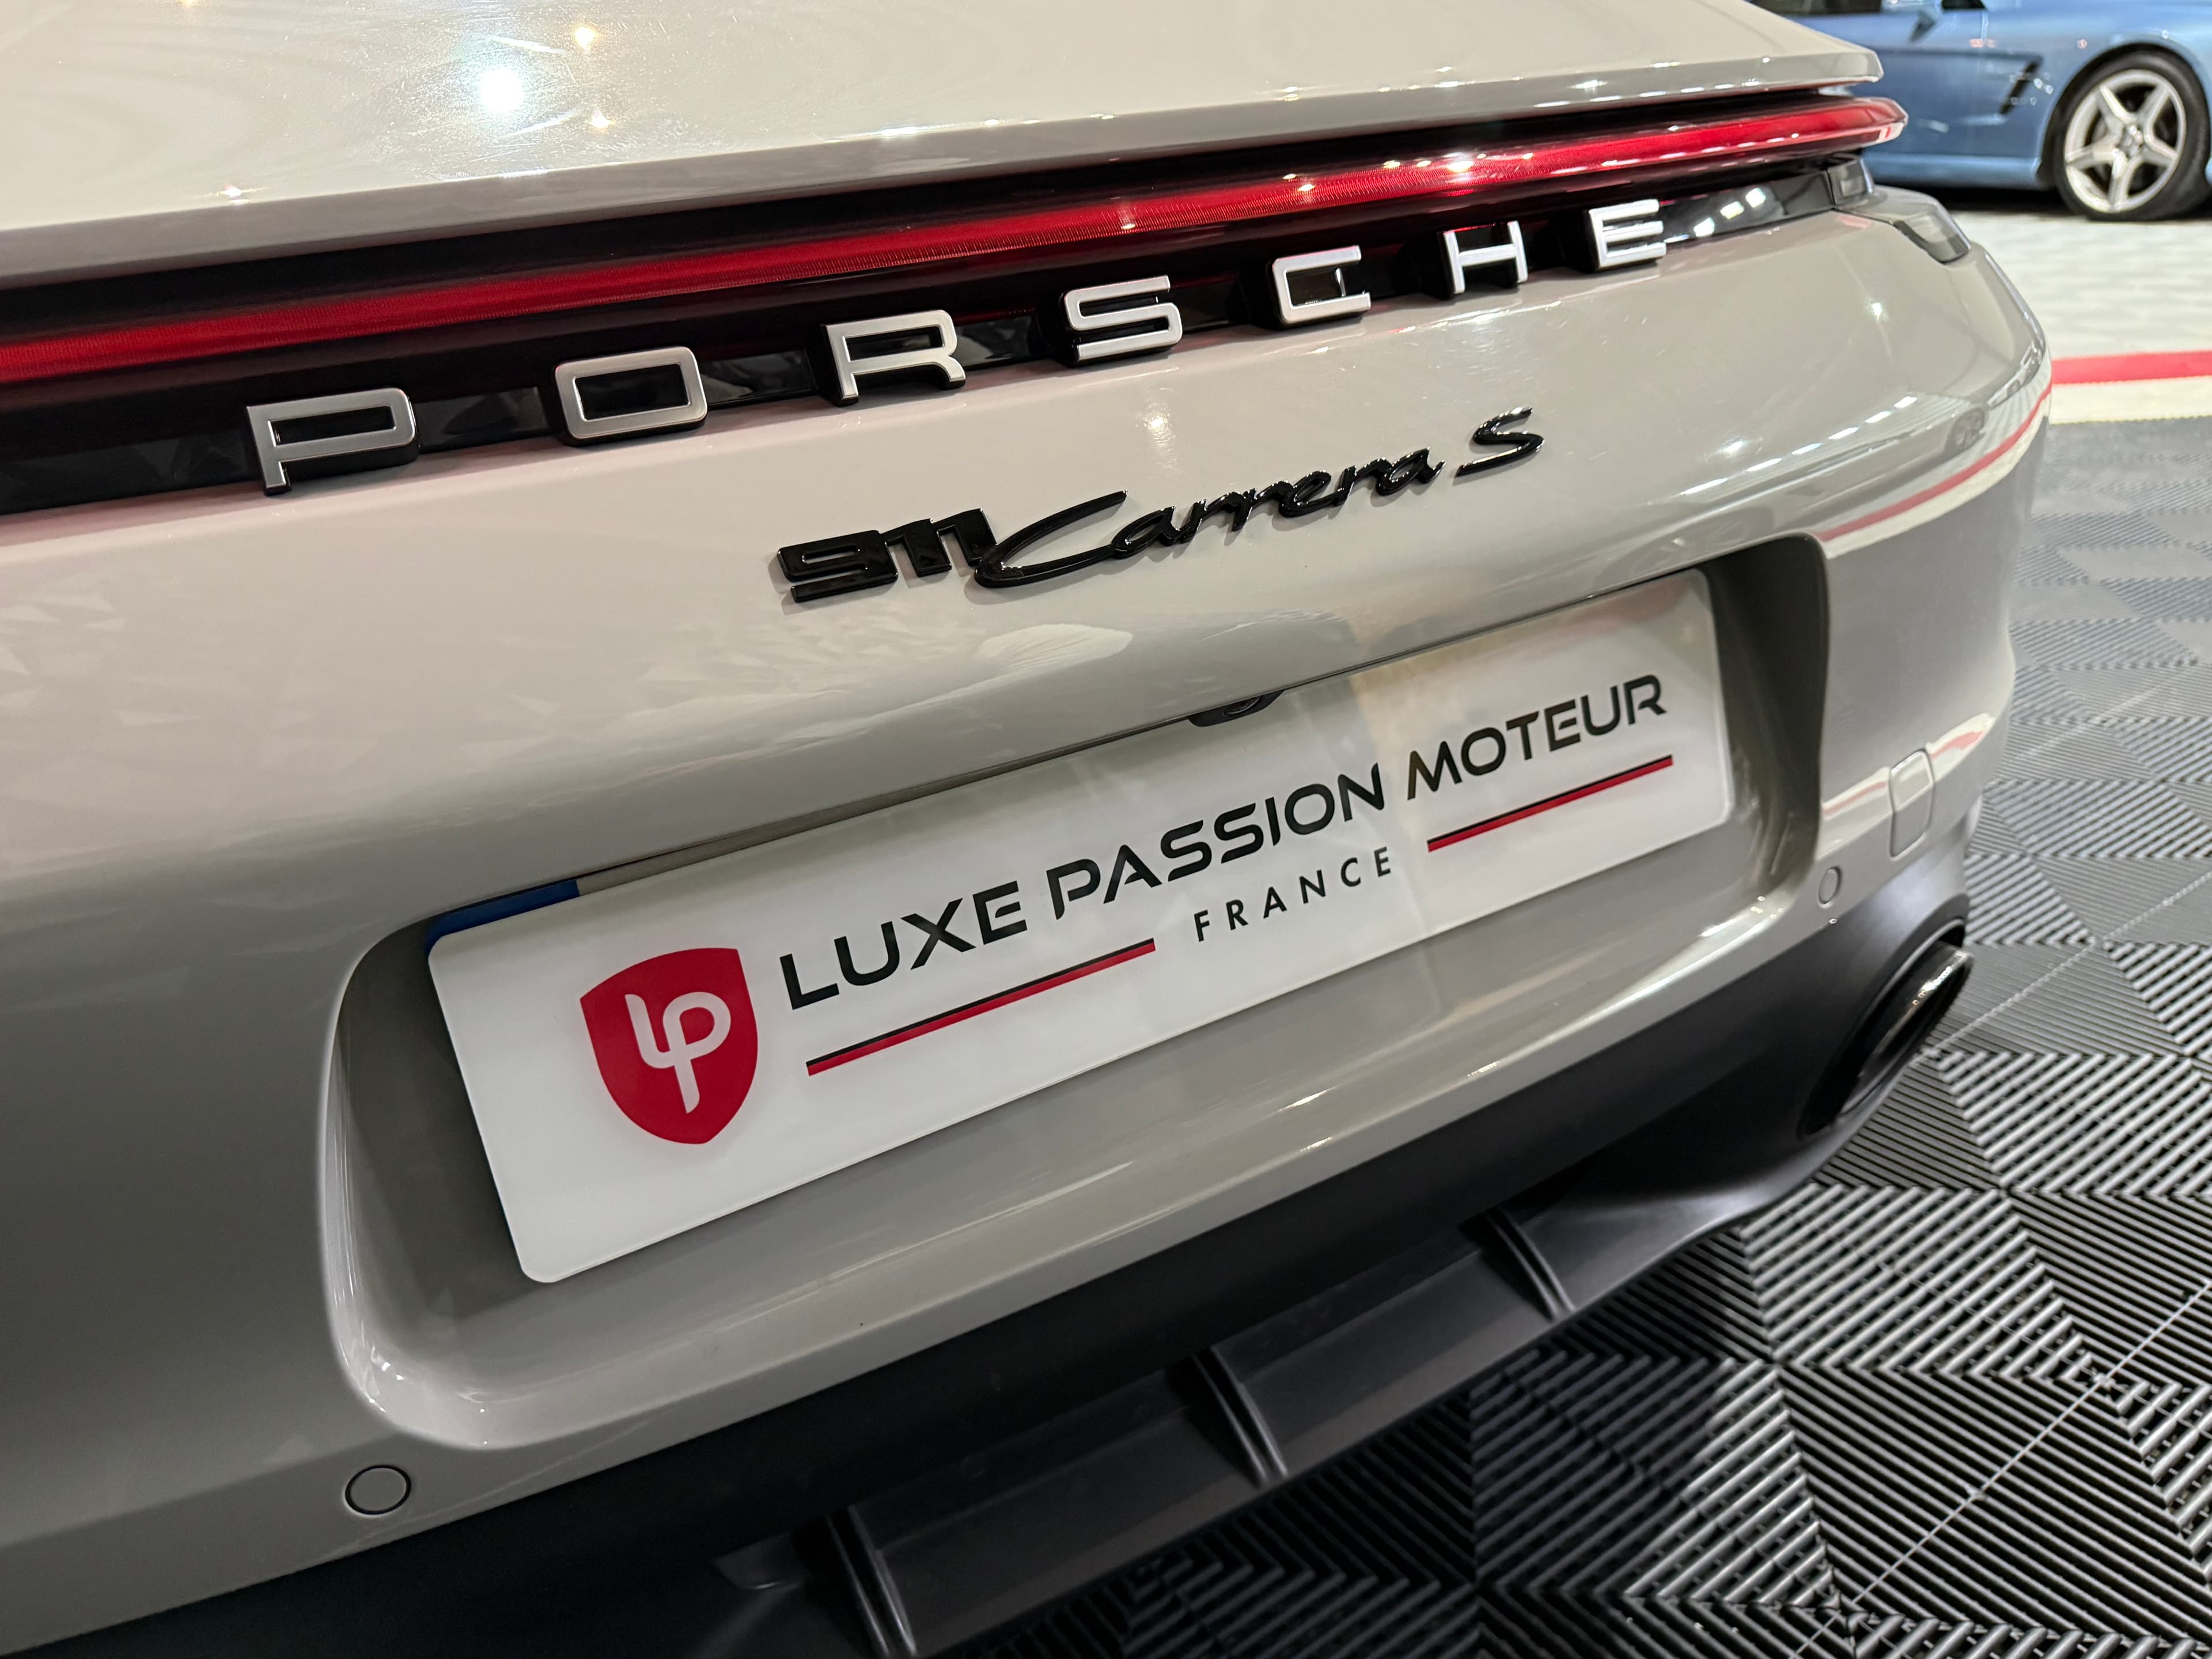 PORSCHE
911 Carrera S
LP LUXE PASSION MOTEUR
FRANCE